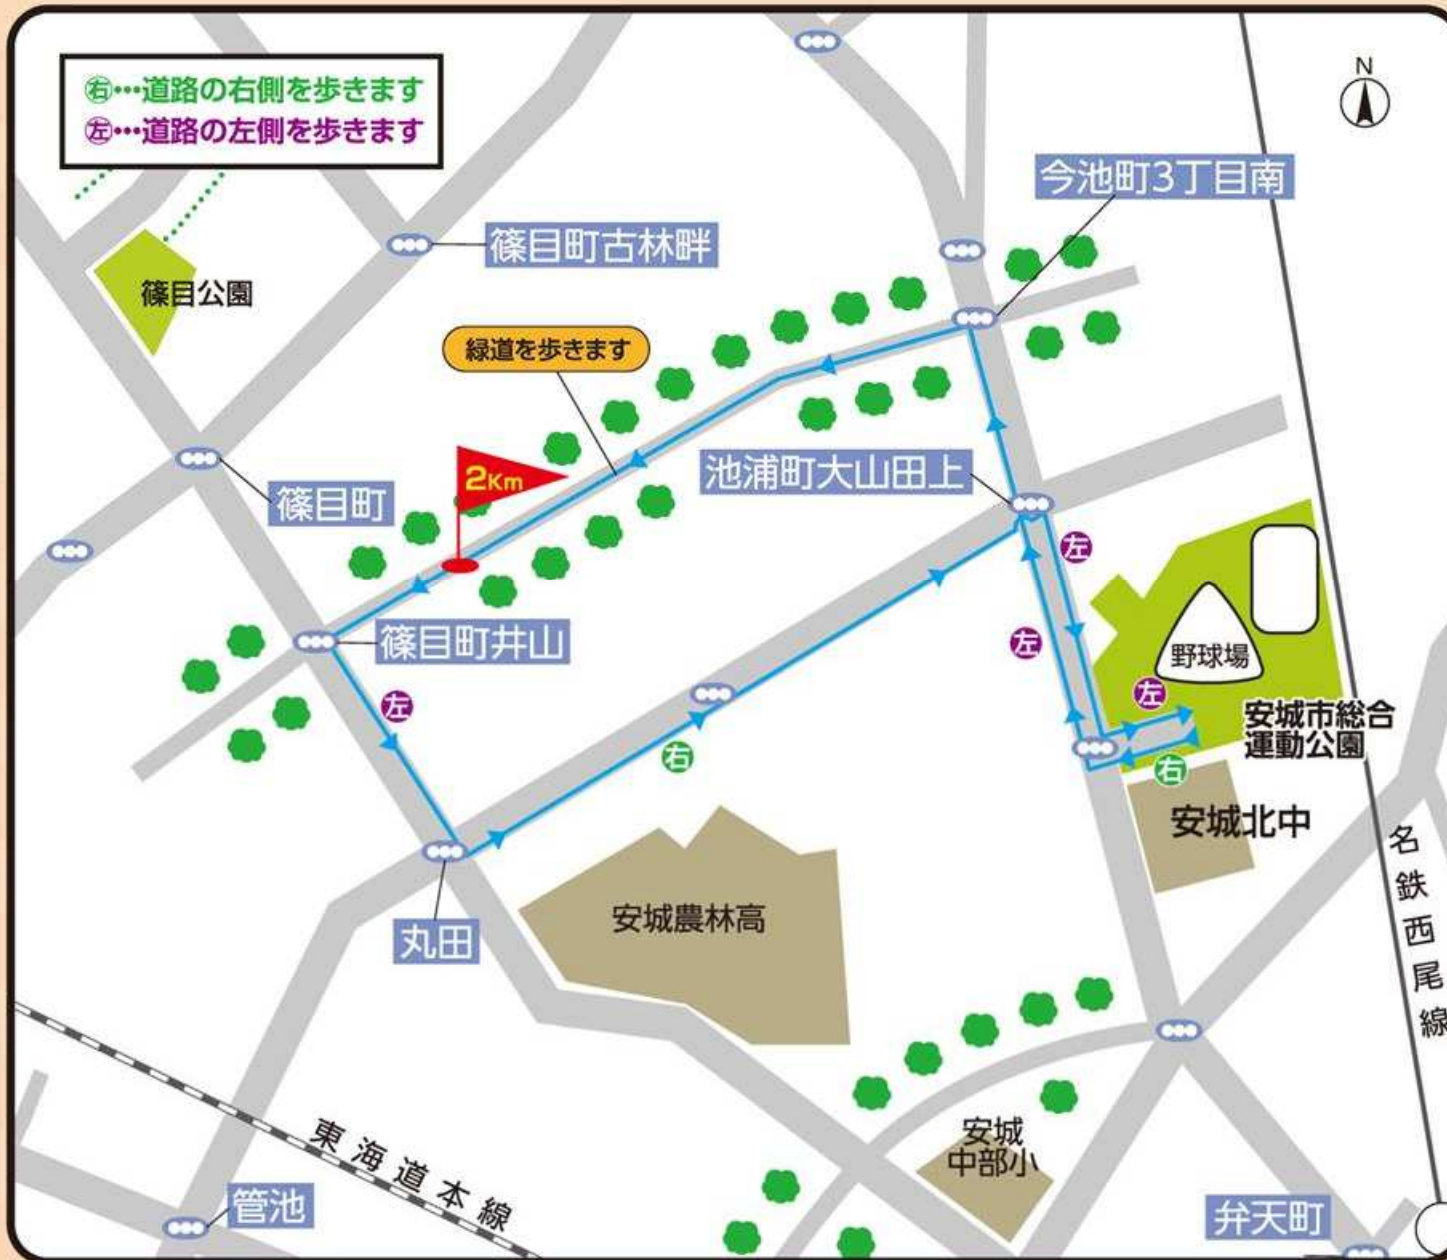 右…道路の右側を歩きます
左…道路の左側を歩きます
N
今池町3丁目南
篠目町古林畔
篠目公園
緑道を歩きます
池浦町大山田上
2Km
篠目町
左
野球場
左
篠目町井山
左
左
安城市総合
運動公園
右
右
安城北中
名鉄西尾線
安城農林高
丸田
東海道本線
安城
中部小
管池
弁天町